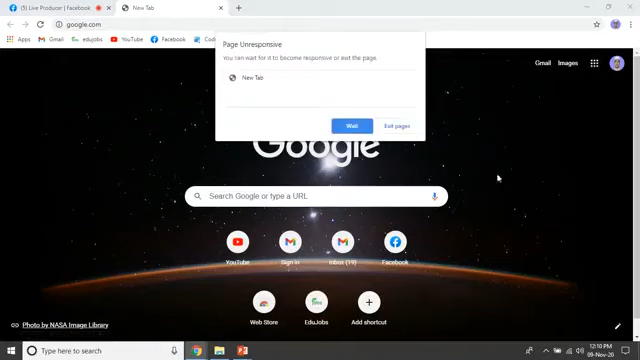 (5) Live Producer | Facebook
New Tab
google.com
Apps
Gmail
edujobs
YouTube
Facebook
Page Unresponsive
You can wait for it to become responsive or exit the page.
New Tab
Wait
Exit pages
Gmail
Images
Google
Search Google or type a URL
YouTube
Sign in
Inbox (19)
Facebook
Web Store
EduJobs
Add shortcut
Photo by NASA Image Library
Type here to search
12:10 PM
09-Nov-20